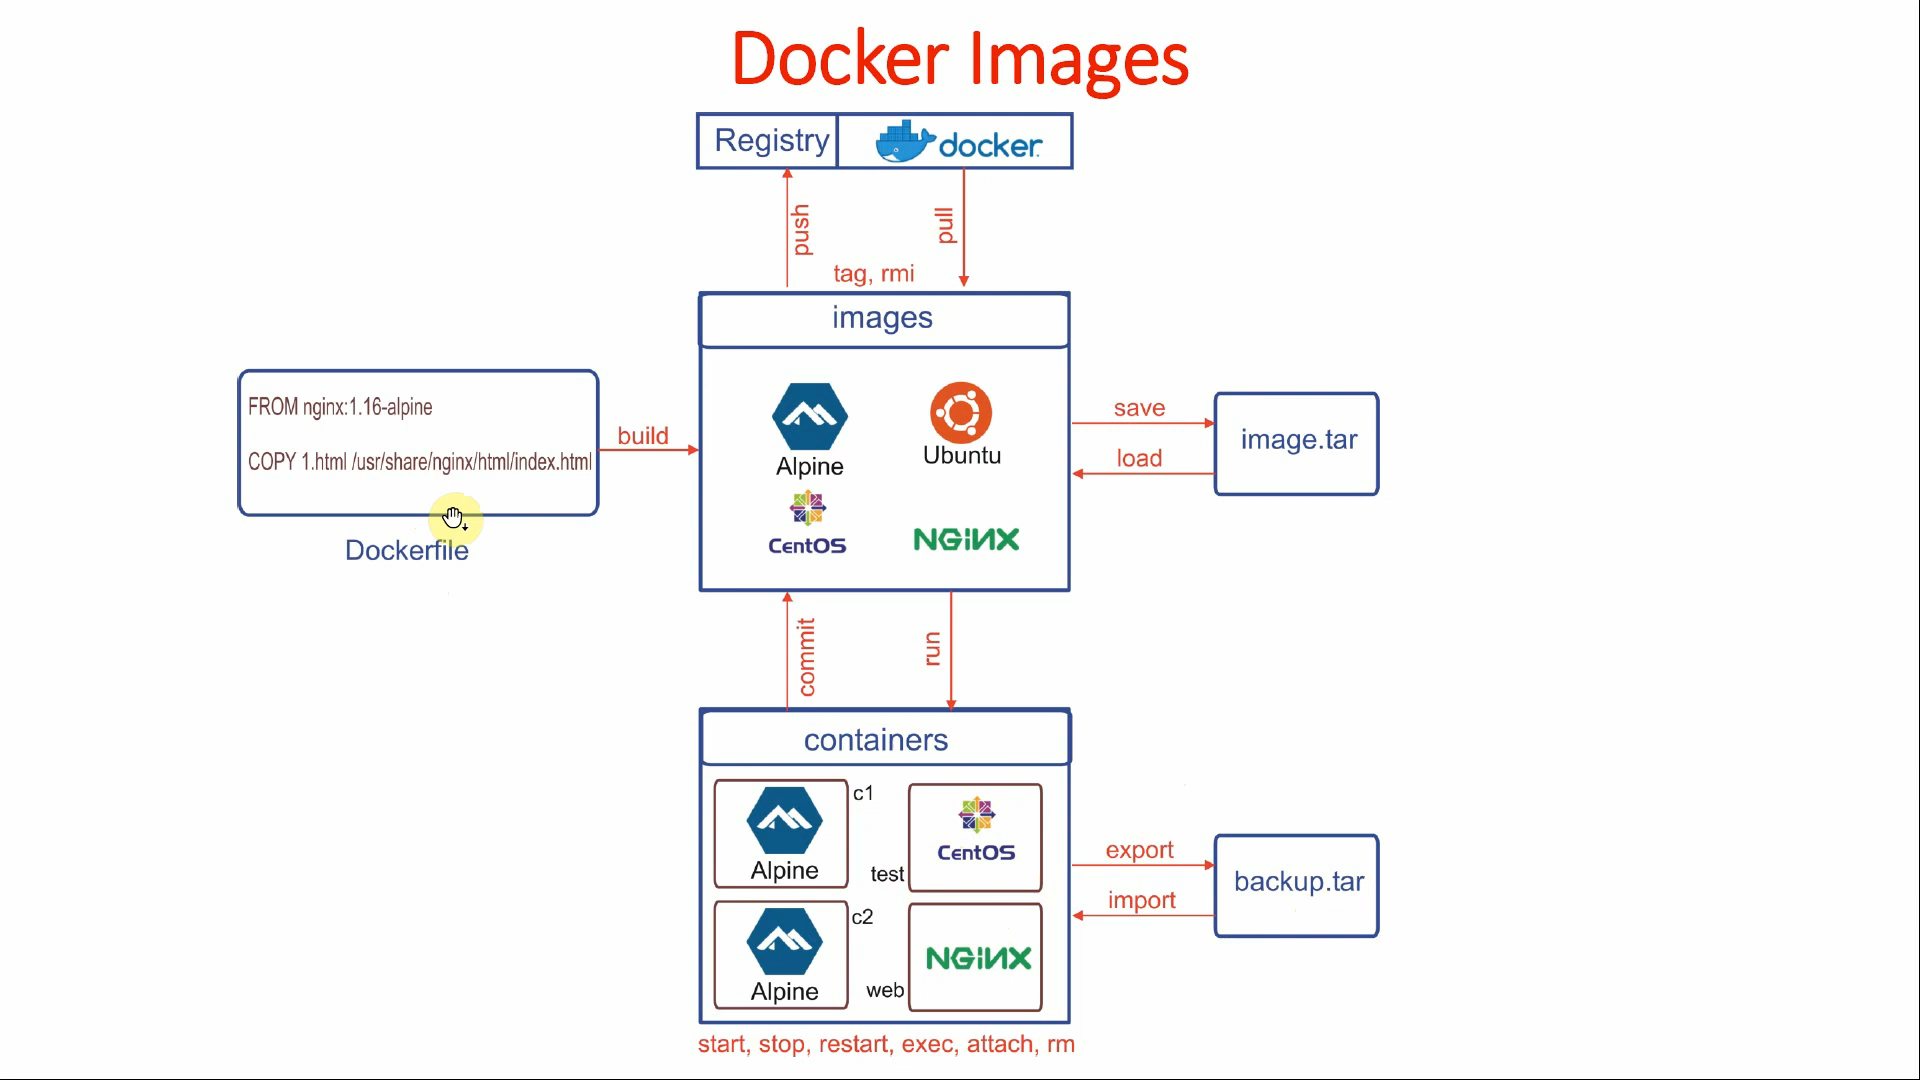 Docker Images
Registry
docker
push
pull
tag, rmi
images
FROM nginx:1.16-alpine
COPY 1.html /usr/share/nginx/html/index.html
Dockerfile
build
Alpine
Ubuntu
CentOS
NGINX
save
load
image.tar
commit
run
containers
Alpine
c1
CentOS
test
Alpine
c2
NGINX
web
export
import
backup.tar
start, stop, restart, exec, attach, rm